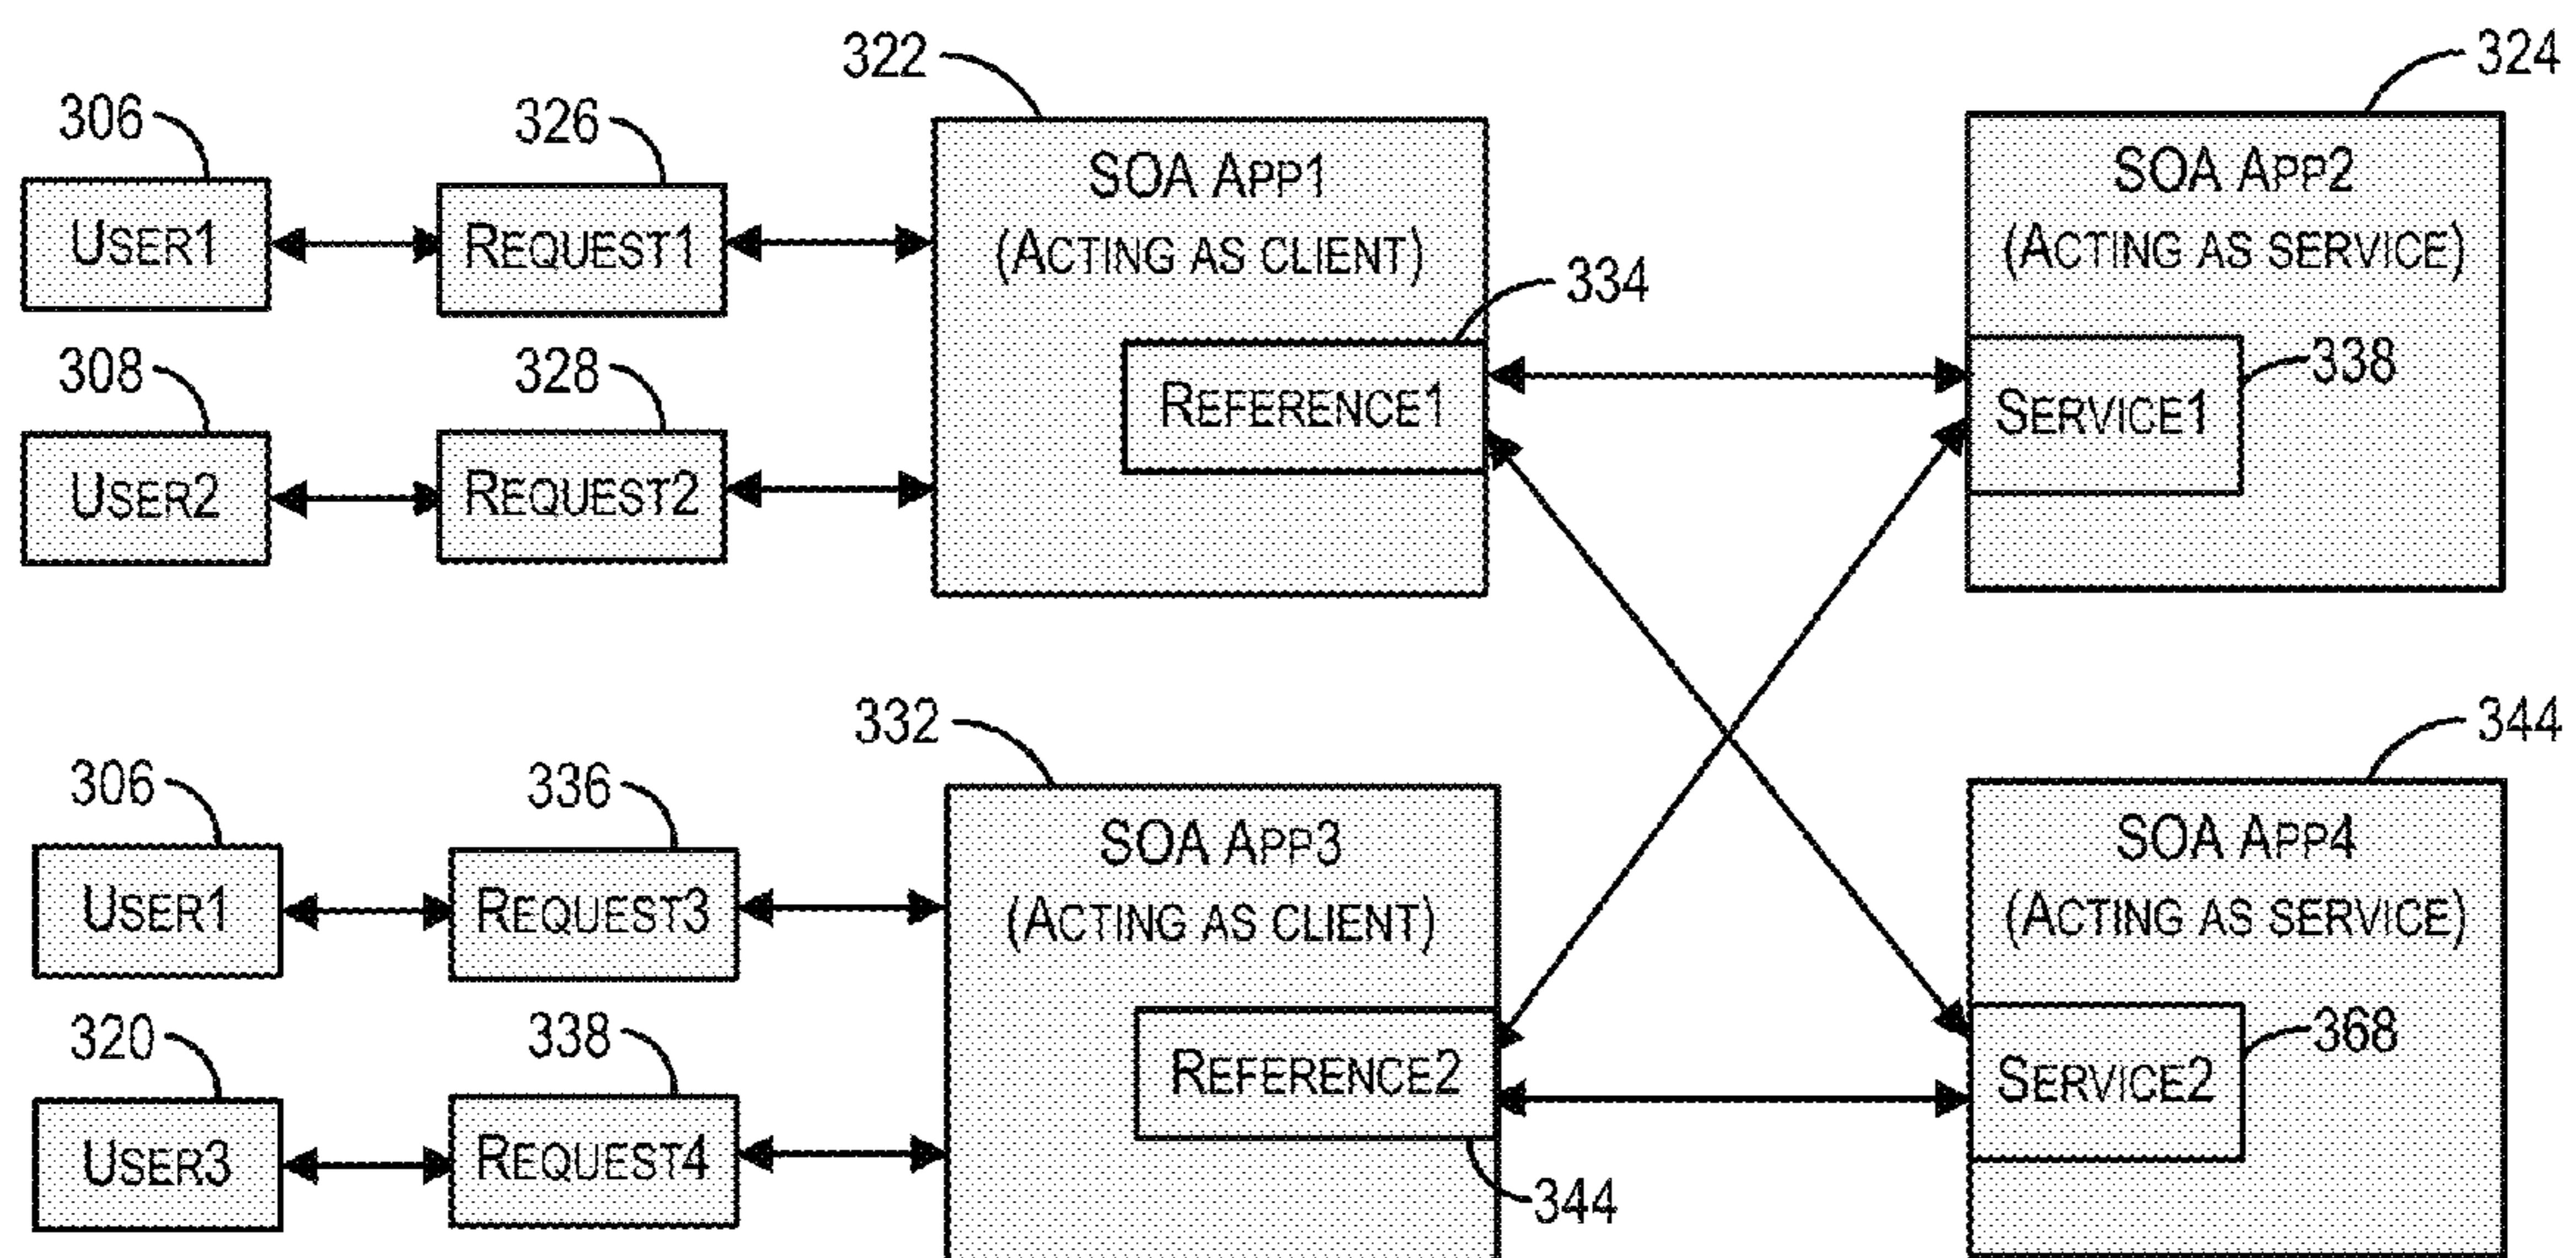 322
324
306
326
SOA APP1
SOA APP2
USER1
REQUEST1
(ACTING AS CLIENT)
(ACTING AS SERVICE)
334
308
328
338
REFERENCE1
SERVICE1
USER2
REQUEST2
332
344
306
336
SOA APP3
SOA APP4
USER1
REQUEST3
(ACTING AS CLIENT)
(ACTING AS SERVICE)
320
338
368
REFERENCE2
SERVICE2
USER3
REQUEST4
344